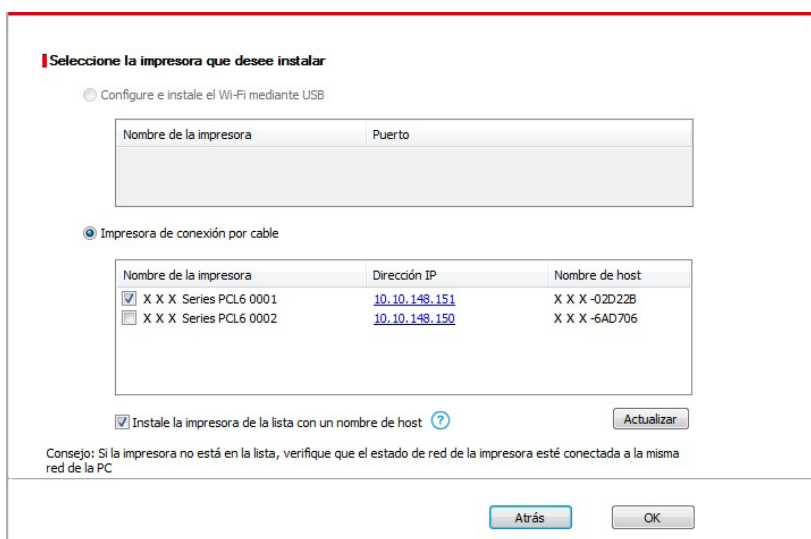 Seleccione la impresora que desee instalar
Configure e instale el Wi-Fi mediante USB
Nombre de la impresora Puerto
Impresora de conexión por cable
Nombre de la impresora Dirección IP Nombre de host
X X X Series PCL6 0001 10.10.148.151 X X X -02D22B
X X X Series PCL6 0002 10.10.148.150 X X X -6AD706
Instale la impresora de la lista con un nombre de host ? Actualizar
Consejo: Si la impresora no está en la lista, verifique que el estado de red de la impresora esté conectada a la misma
red de la PC
Atrás OK